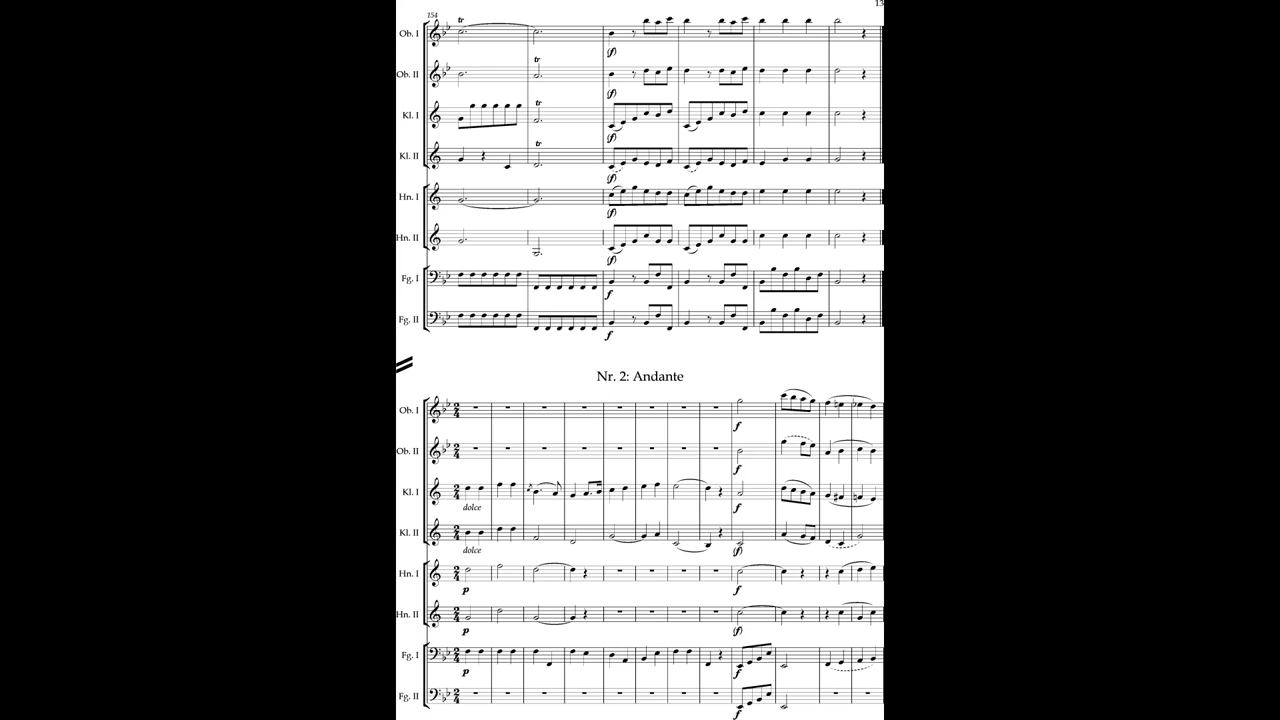 13
154
tr
Ob. I
(f)
tr
Ob. II
(f)
tr
Kl. I
(f)
tr
Kl. II
(f)
Hn. I
(f)
Hn. II
(f)
Fg. I
f
Fg. II
f
Nr. 2: Andante
Ob. I
f
Ob. II
f
Kl. I
dolce f
Kl. II
dolce (f)
Hn. I
p f
Hn. II
p (f)
Fg. I
p f
Fg. II
f